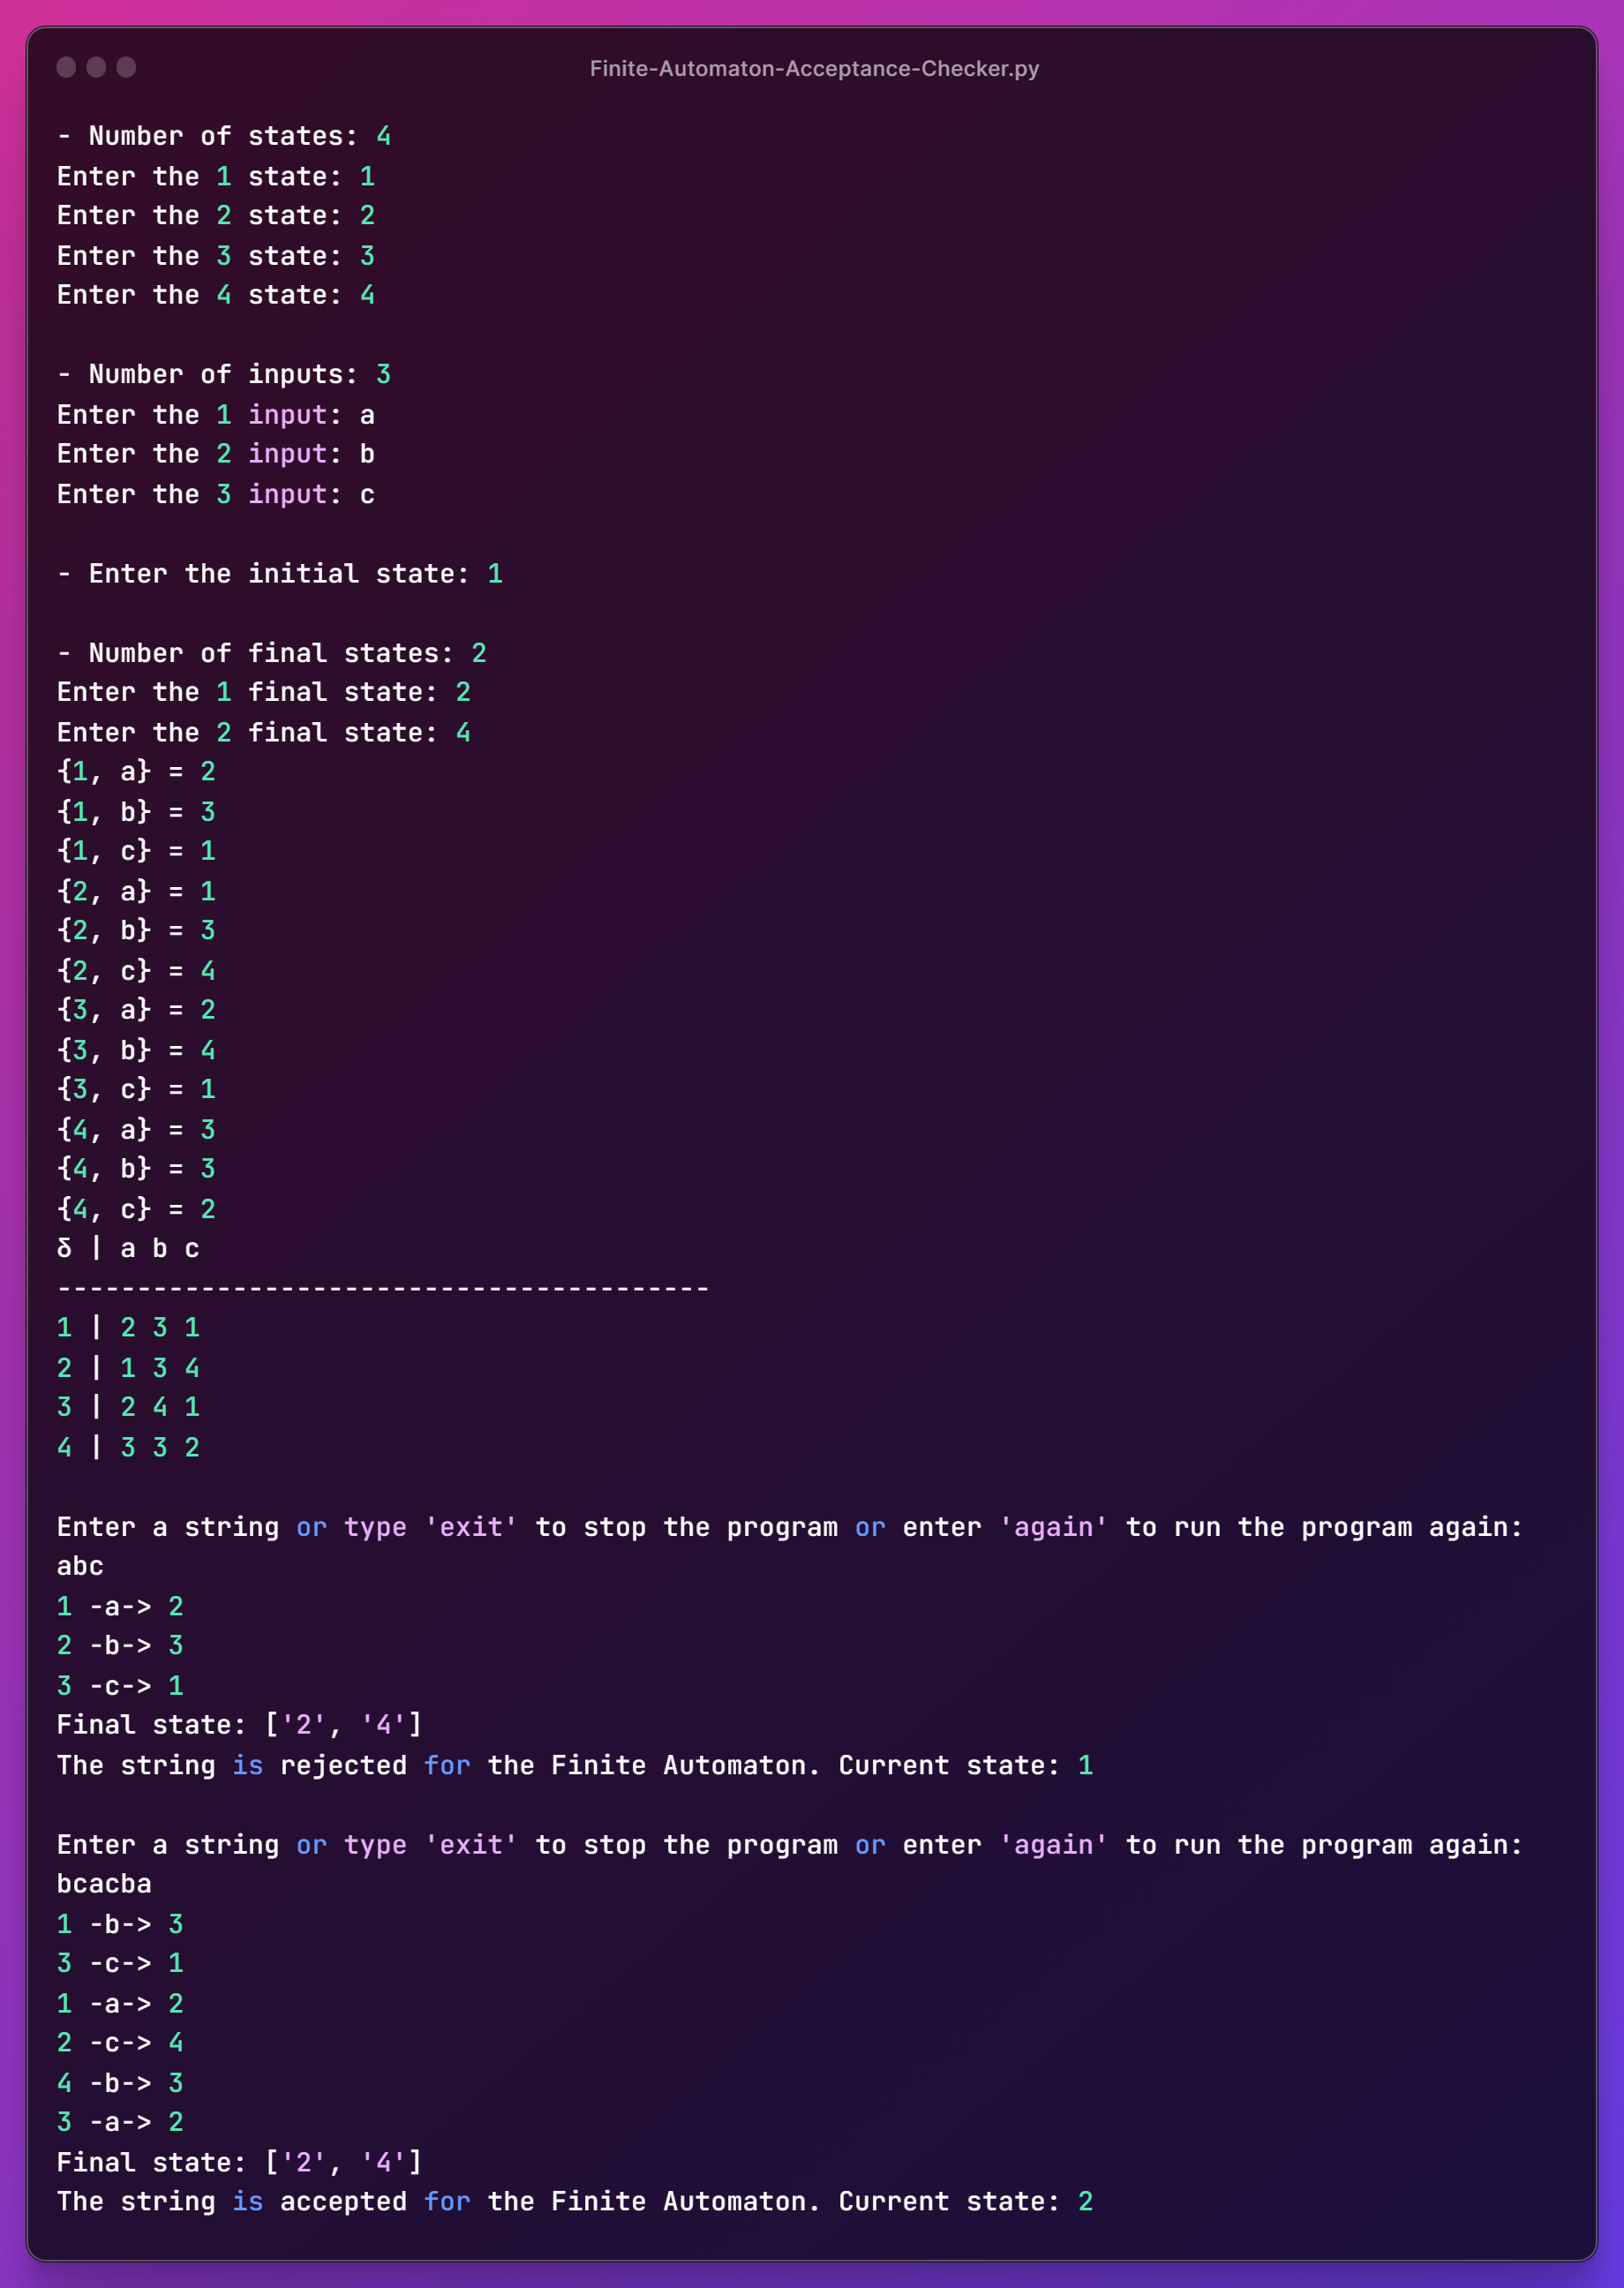 Finite-Automaton-Acceptance-Checker.py
- Number of states: 4
Enter the 1 state: 1
Enter the 2 state: 2
Enter the 3 state: 3
Enter the 4 state: 4
- Number of inputs: 3
Enter the 1 input: a
Enter the 2 input: b
Enter the 3 input: c
- Enter the initial state: 1
- Number of final states: 2
Enter the 1 final state: 2
Enter the 2 final state: 4
{1, a} = 2
{1, b} = 3
{1, c} = 1
{2, a} = 1
{2, b} = 3
{2, c} = 4
{3, a} = 2
{3, b} = 4
{3, c} = 1
{4, a} = 3
{4, b} = 3
{4, c} = 2
δ | a b c
-----------------------------------------
1 | 2 3 1
2 | 1 3 4
3 | 2 4 1
4 | 3 3 2
Enter a string or type 'exit' to stop the program or enter 'again' to run the program again:
abc
1 -a-> 2
2 -b-> 3
3 -c-> 1
Final state: ['2', '4']
The string is rejected for the Finite Automaton. Current state: 1
Enter a string or type 'exit' to stop the program or enter 'again' to run the program again:
bcacba
1 -b-> 3
3 -c-> 1
1 -a-> 2
2 -c-> 4
4 -b-> 3
3 -a-> 2
Final state: ['2', '4']
The string is accepted for the Finite Automaton. Current state: 2